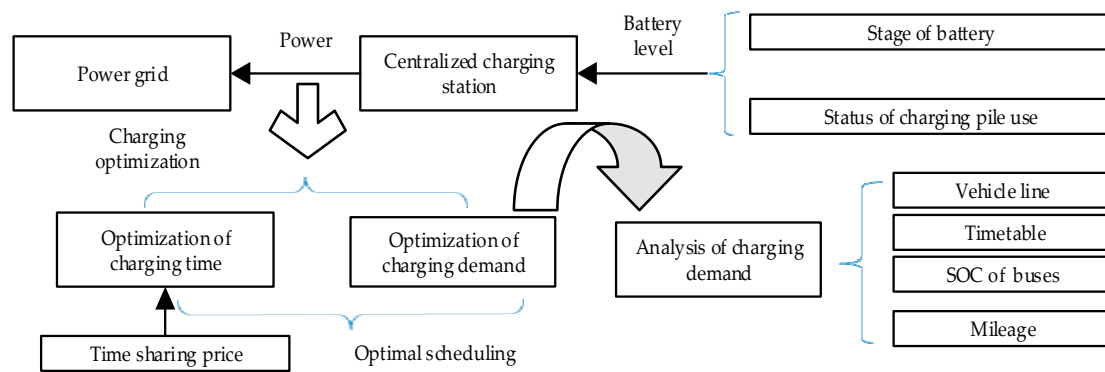 Power grid
Power
Centralized charging
station
Battery
level
Stage of battery
Status of charging pile use
Charging
optimization
Optimization of
charging time
Optimization of
charging demand
Analysis of charging
demand
Vehicle line
Timetable
SOC of buses
Mileage
Time sharing price
Optimal scheduling